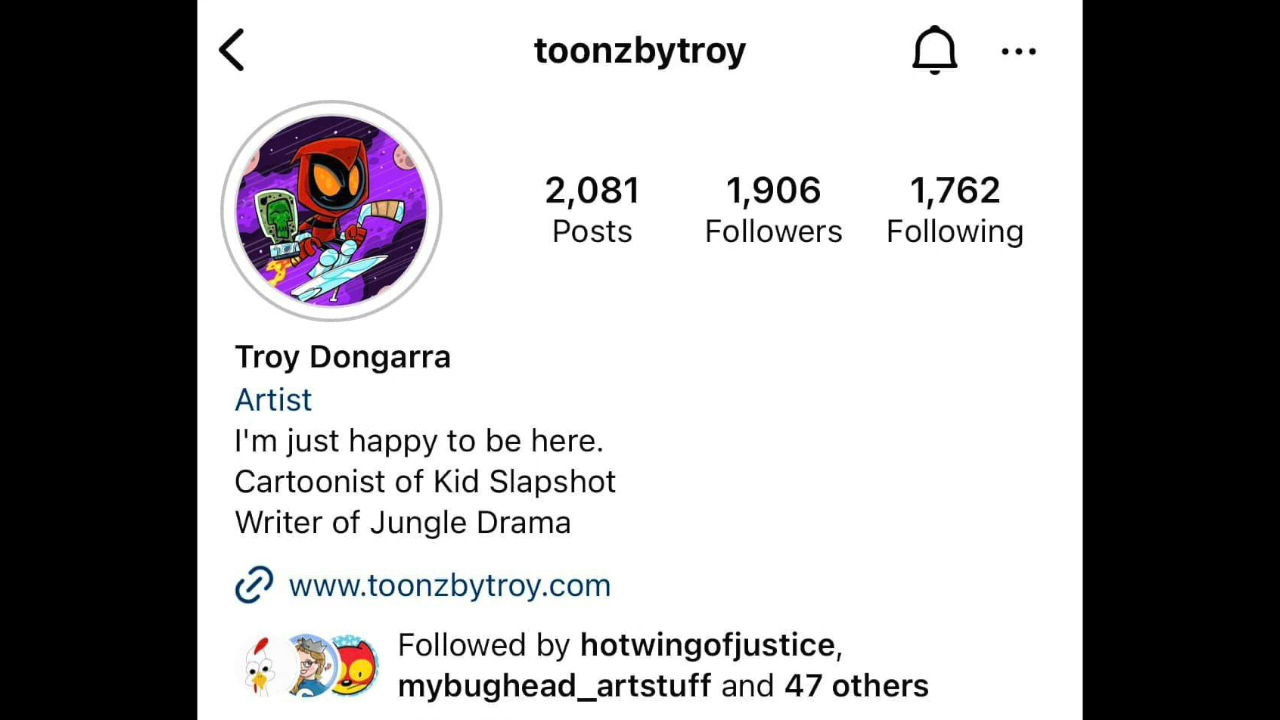 toonzbytroy
2,081 1,906 1,762
Posts Followers Following
Troy Dongarra
Artist
I'm just happy to be here.
Cartoonist of Kid Slapshot
Writer of Jungle Drama
www.toonzbytroy.com
Followed by hotwingofjustice,
mybughead_artstuff and 47 others